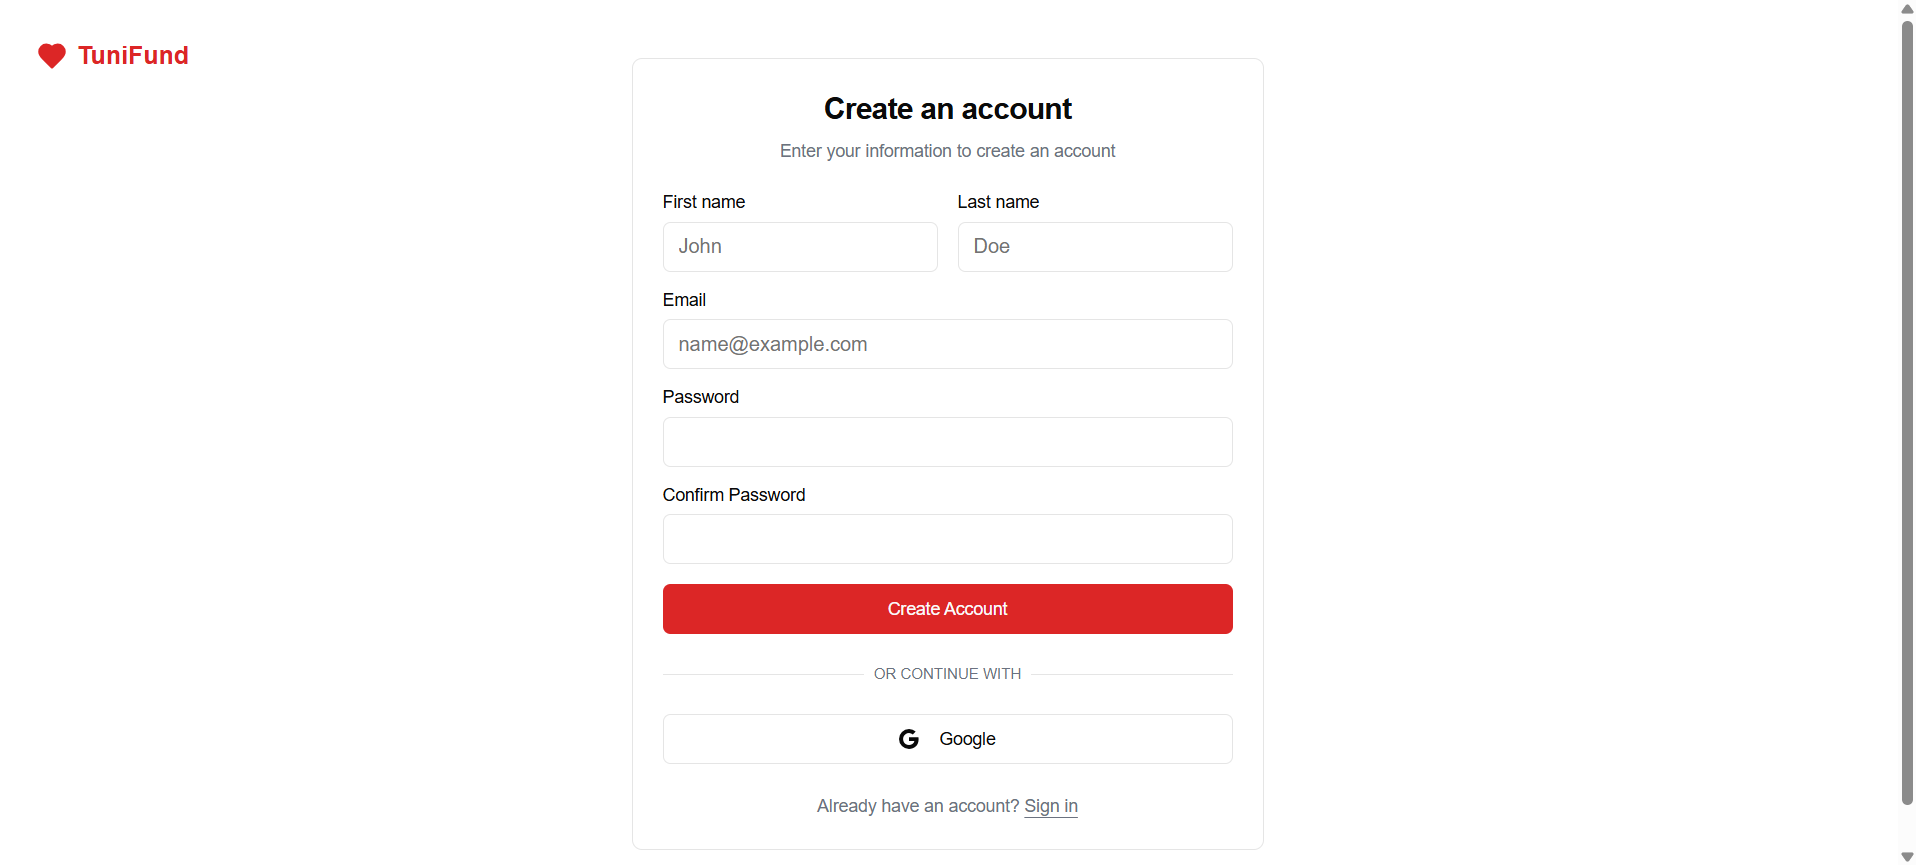 TuniFund
Create an account
Enter your information to create an account
First name
Last name
John
Doe
Email
name@example.com
Password
Confirm Password
Create Account
OR CONTINUE WITH
Google
Already have an account? Sign in